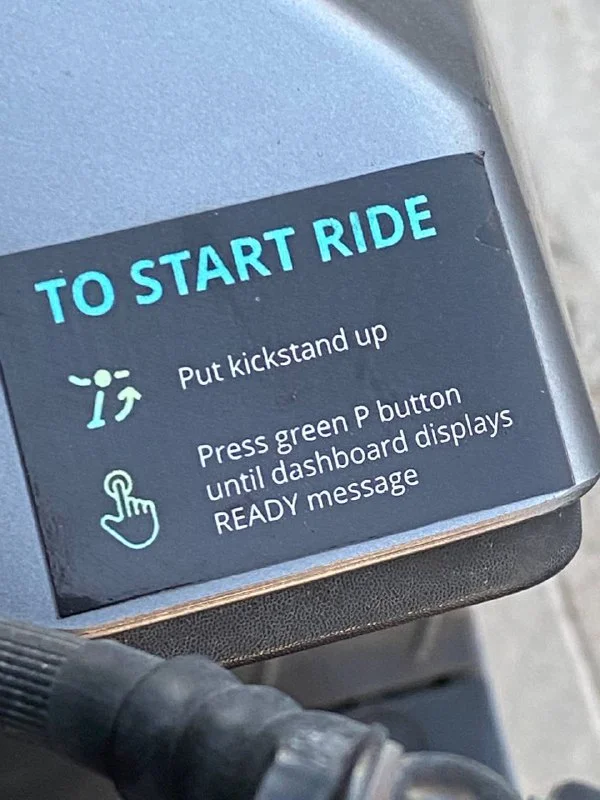 TO START RIDE
Put kickstand up
Press green P button
until dashboard displays
READY message